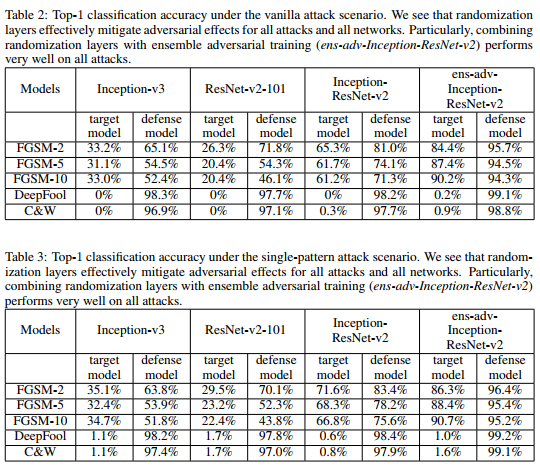 Table 2: Top-1 classification accuracy under the vanilla attack scenario. We see that randomization
layers effectively mitigate adversarial effects for all attacks and all networks. Particularly, combining
randomization layers with ensemble adversarial training (ens-adv-Inception-ResNet-v2) performs
very well on all attacks.
Models Inception-v3 ResNet-v2-101 Inception-ResNet-v2 ens-adv-Inception-ResNet-v2
target model defense model target model defense model target model defense model target model defense model
FGSM-2 33.2% 65.1% 26.3% 71.8% 65.3% 81.0% 84.4% 95.7%
FGSM-5 31.1% 54.5% 20.4% 54.3% 61.7% 74.1% 87.4% 94.5%
FGSM-10 33.0% 52.4% 20.4% 46.1% 61.2% 71.3% 90.2% 94.3%
DeepFool 0% 98.3% 0% 97.7% 0% 98.2% 0.2% 99.1%
C&W 0% 96.9% 0% 97.1% 0.3% 97.7% 0.9% 98.8%
Table 3: Top-1 classification accuracy under the single-pattern attack scenario. We see that random-
ization layers effectively mitigate adversarial effects for all attacks and all networks. Particularly,
combining randomization layers with ensemble adversarial training (ens-adv-Inception-ResNet-v2)
performs very well on all attacks.
Models Inception-v3 ResNet-v2-101 Inception-ResNet-v2 ens-adv-Inception-ResNet-v2
target model defense model target model defense model target model defense model target model defense model
FGSM-2 35.1% 63.8% 29.5% 70.1% 71.6% 83.4% 86.3% 96.4%
FGSM-5 32.4% 53.9% 23.2% 52.3% 68.3% 78.2% 88.4% 95.4%
FGSM-10 34.7% 51.8% 22.4% 43.8% 66.8% 75.6% 90.7% 95.2%
DeepFool 1.1% 98.2% 1.7% 97.8% 0.6% 98.4% 1.0% 99.2%
C&W 1.1% 97.4% 1.7% 97.0% 0.8% 97.9% 1.6% 99.1%